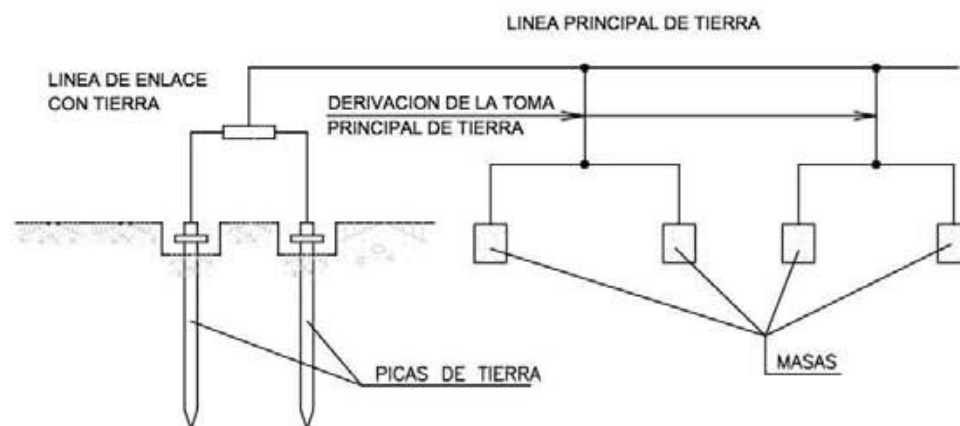 LINEA PRINCIPAL DE TIERRA
LINEA DE ENLACE
CON TIERRA
DERIVACION DE LA TOMA
PRINCIPAL DE TIERRA
PICAS DE TIERRA
MASAS